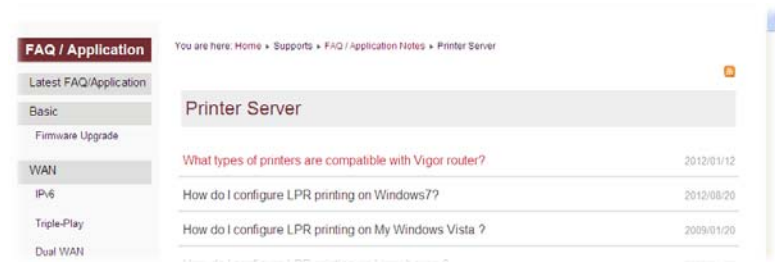 FAQ / Application
Latest FAQ/Application
Basic
Firmware Upgrade
WAN
IPv6
Triple-Play
Dual WAN
You are here: Home » Supports » FAQ / Application Notes » Printer Server
Printer Server
What types of printers are compatible with Vigor router? 2012/01/12
How do I configure LPR printing on Windows7? 2012/08/20
How do I configure LPR printing on My Windows Vista ? 2009/01/20